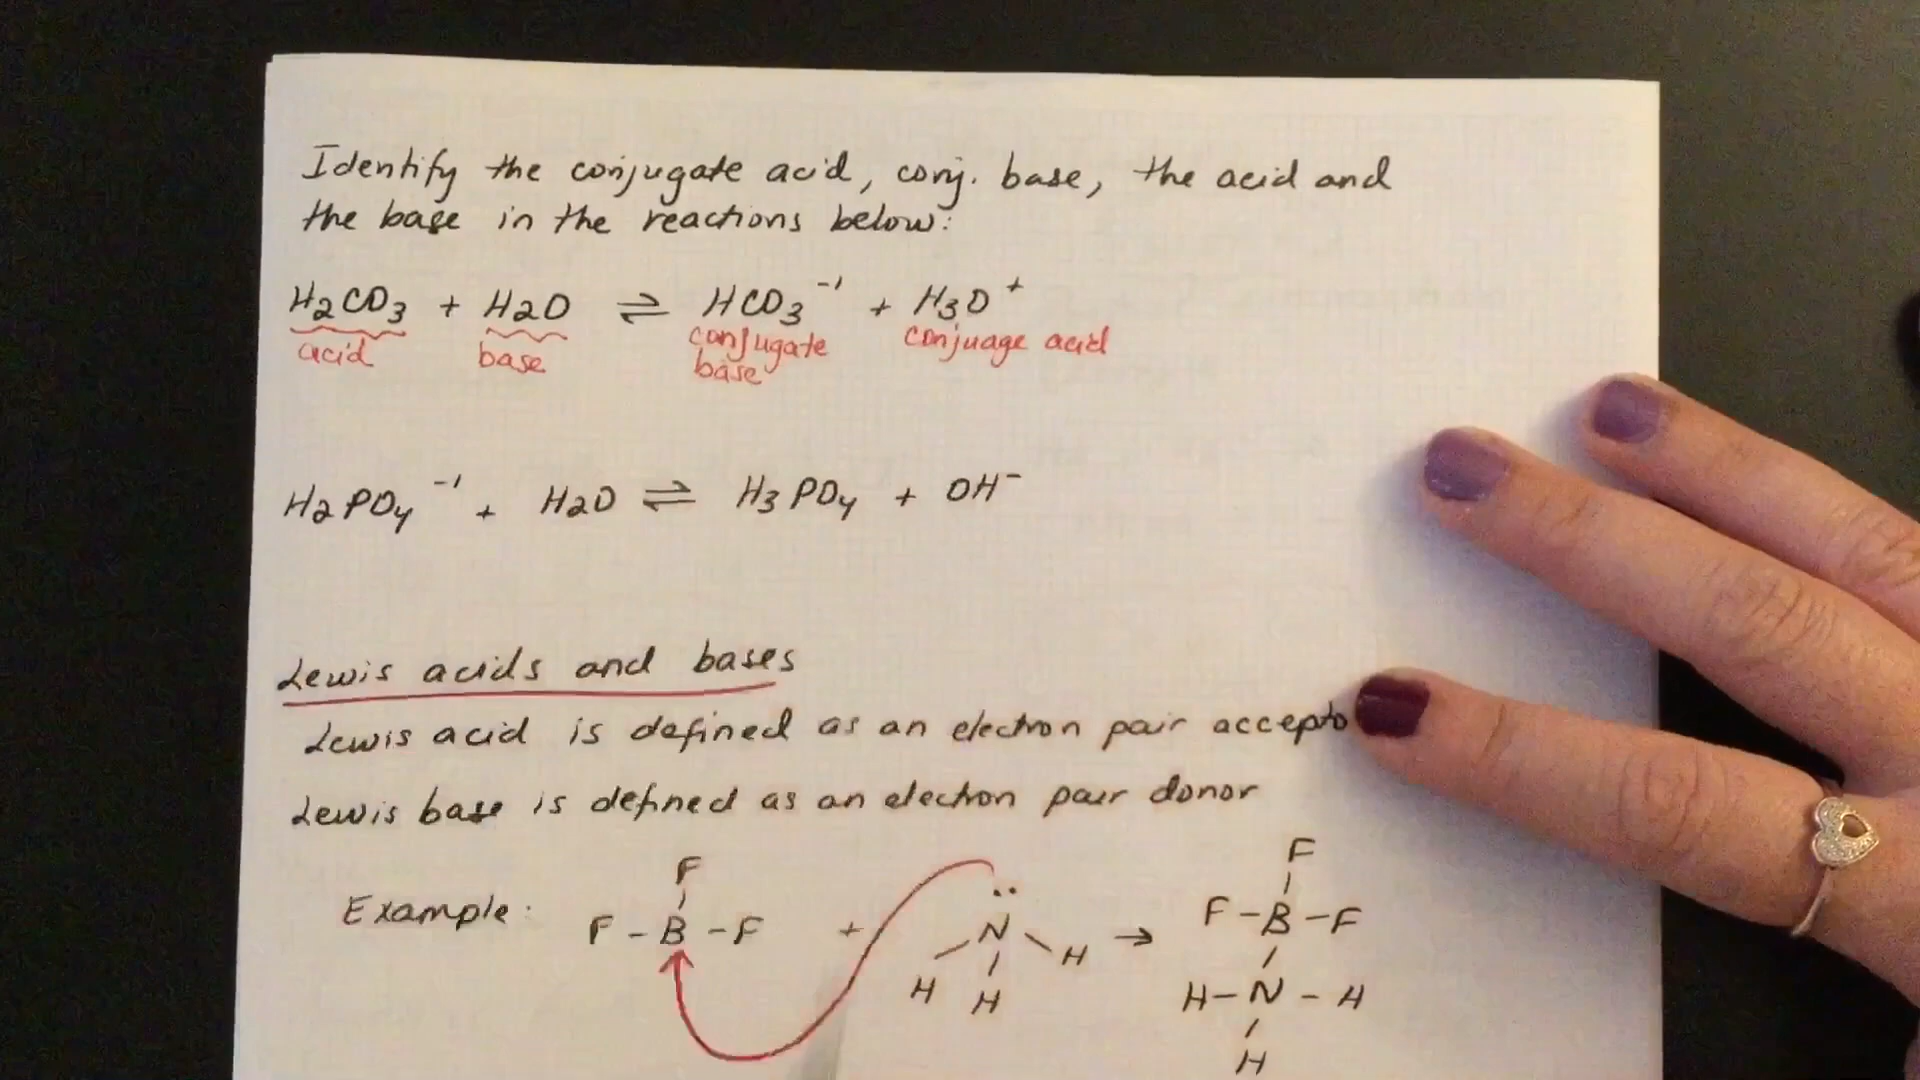 Identify the conjugate acid, conj. base, the acid and
the base in the reactions below:
H2CO3 + H2O ⇌ HCO3⁻¹ + H3O⁺
acid base conjugate conjuage acid
base
H2PO4⁻¹ + H2O ⇌ H3PO4 + OH⁻
Lewis acids and bases
Lewis acid is defined as an electron pair accepto
Lewis base is defined as an electron pair donor
F F
Example: F - B - F + N → F - B - F
H H H
H - N - H
H